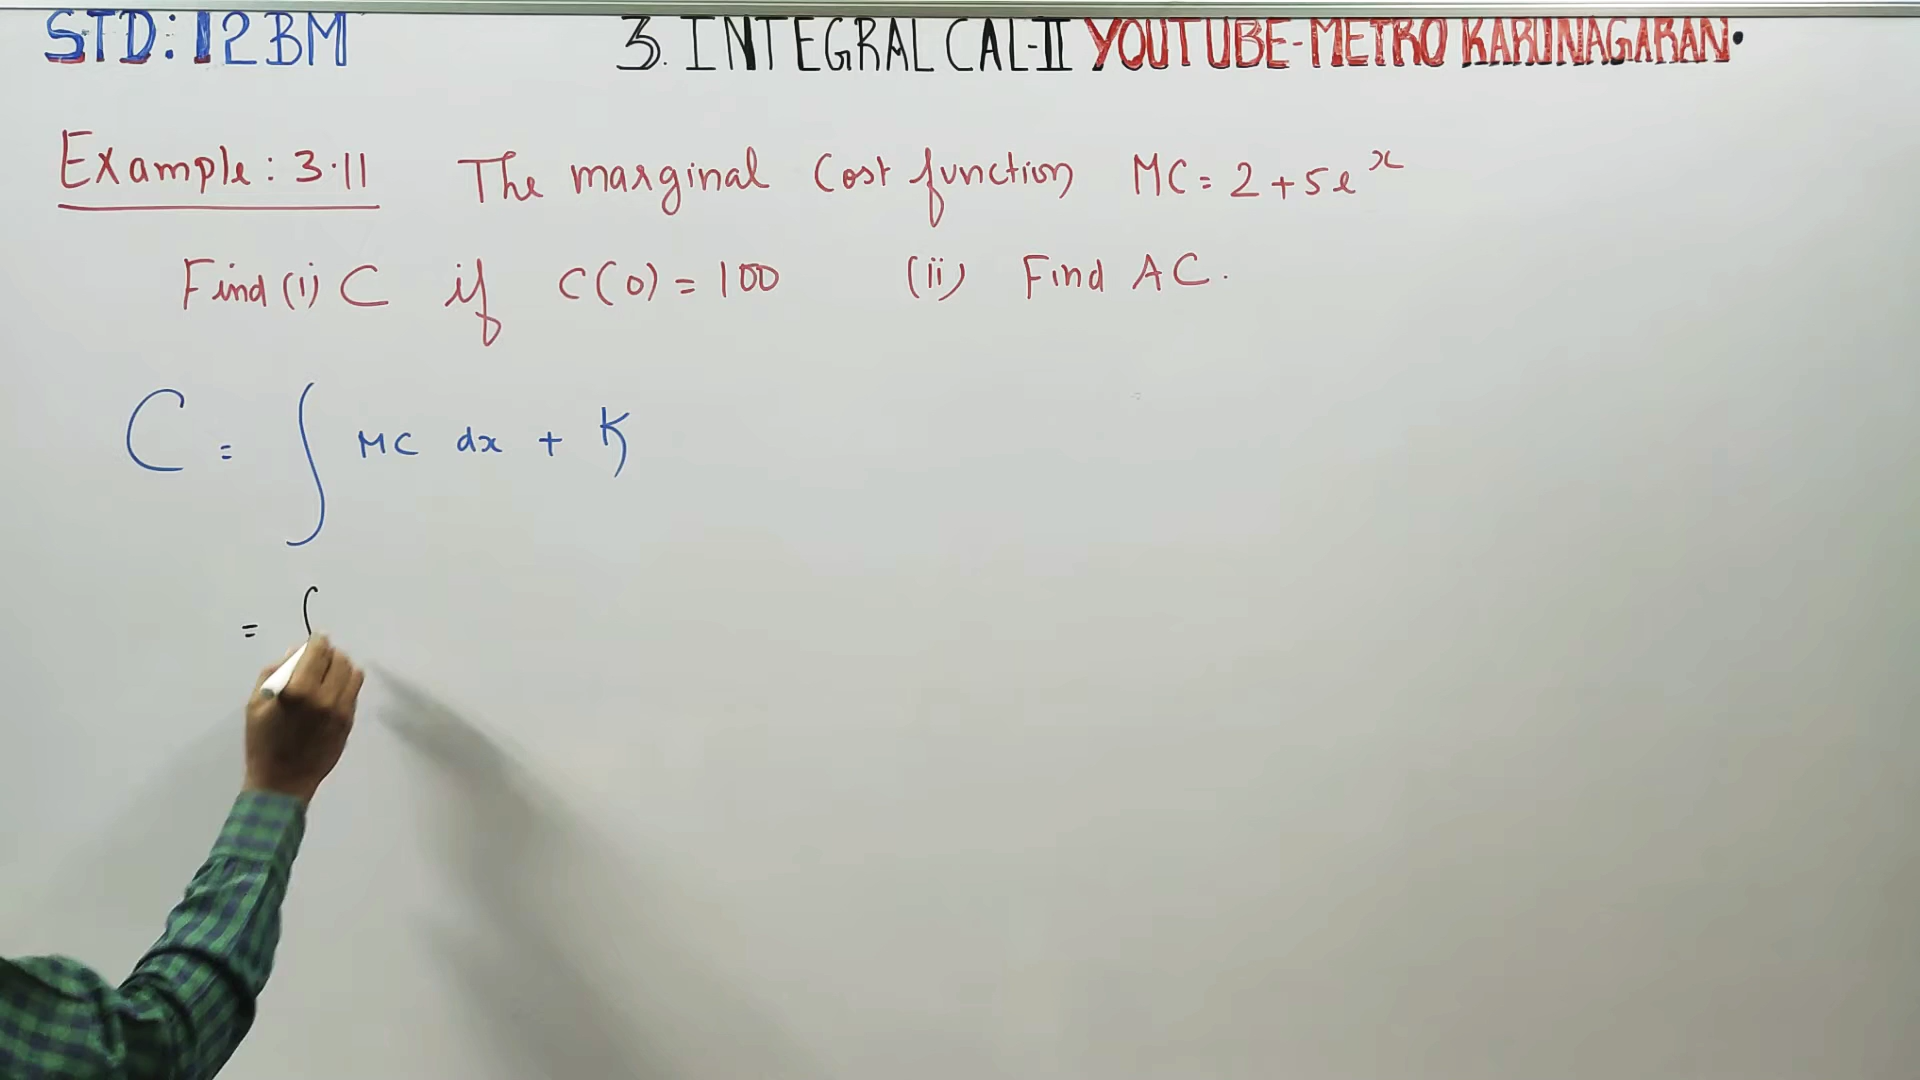 STD: 12 BM 3. INTEGRAL CAL-II YOUTUBE-METRO KARUNAGARAN.
Example: 3.11 The marginal Cost function MC = 2 + 5e^x
Find (i) C if C(0) = 100 (ii) Find AC.
C = ∫ MC dx + K
= ∫